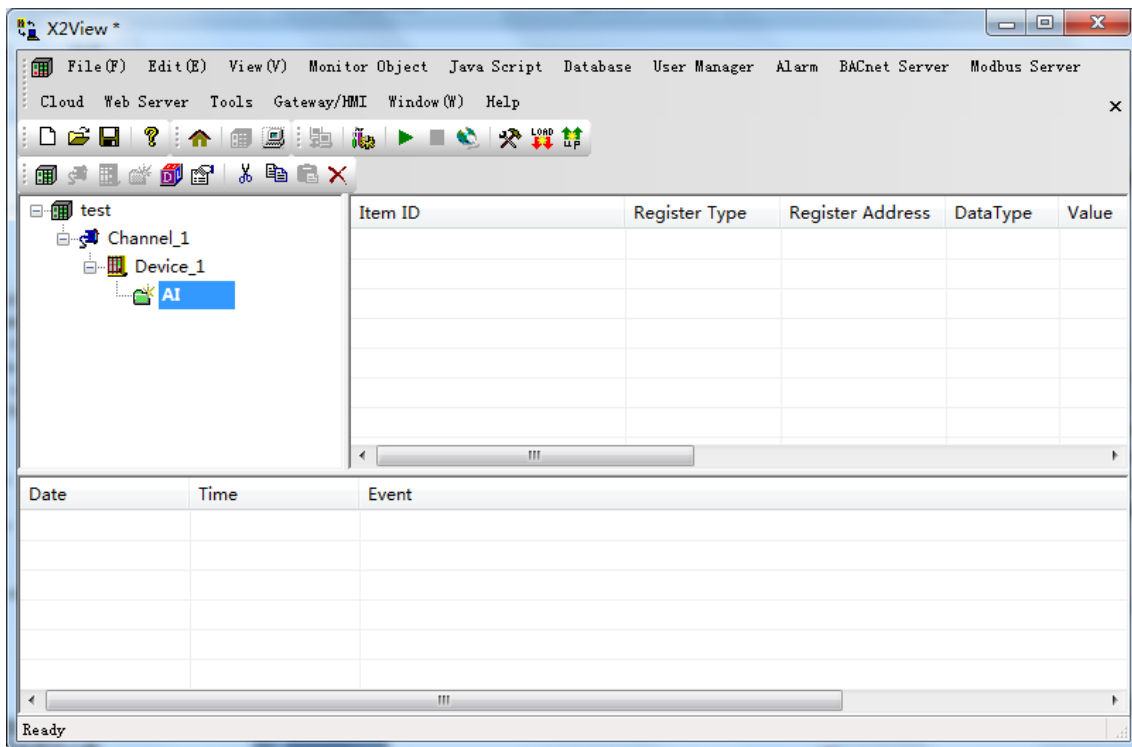 X2View *
File(F) Edit(E) View(V) Monitor Object Java Script Database User Manager Alarm BACnet Server Modbus Server
Cloud Web Server Tools Gateway/HMI Window(W) Help
LOAD UP
test
Channel_1
Device_1
AI
Item ID Register Type Register Address DataType Value
Date Time Event
Ready